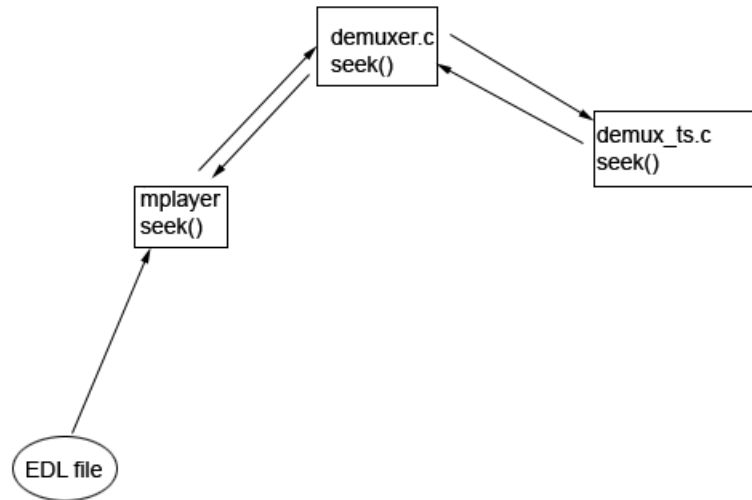 demuxer.c
seek()
demux_ts.c
seek()
mplayer
seek()
EDL file